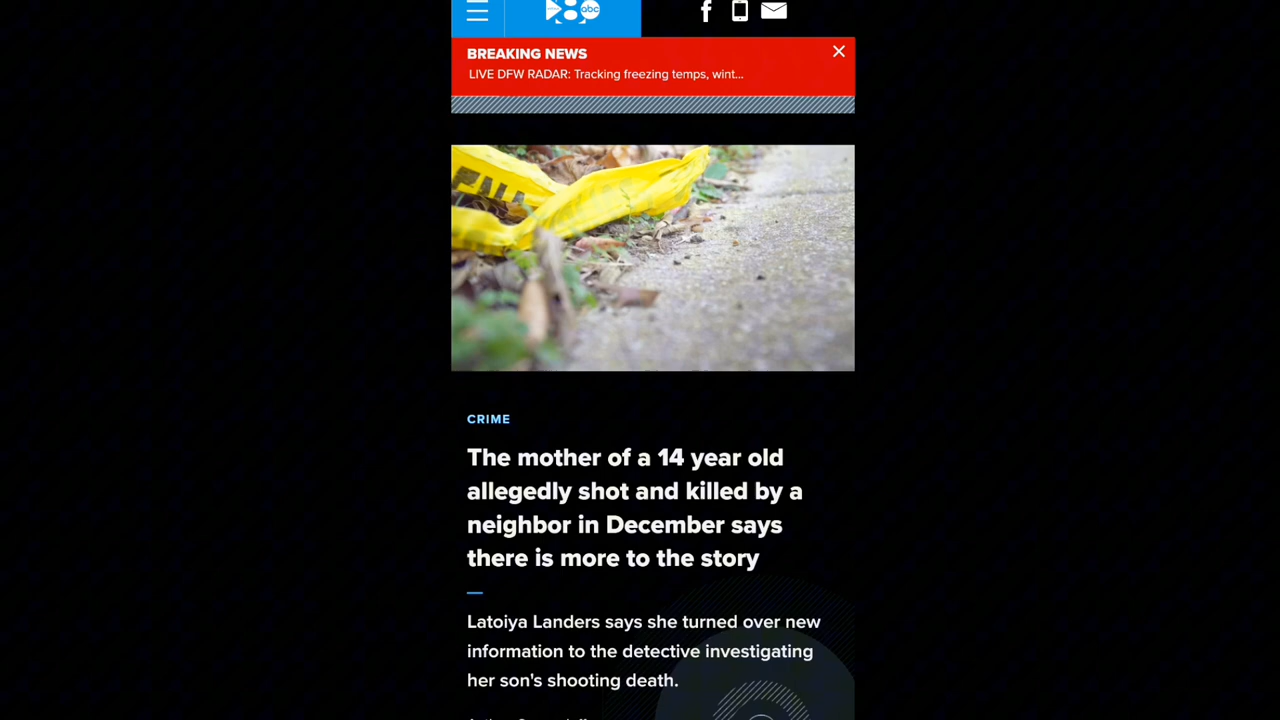 8 abc
BREAKING NEWS
LIVE DFW RADAR: Tracking freezing temps, wint...
CRIME
The mother of a 14 year old
allegedly shot and killed by a
neighbor in December says
there is more to the story
Latoiya Landers says she turned over new
information to the detective investigating
her son's shooting death.